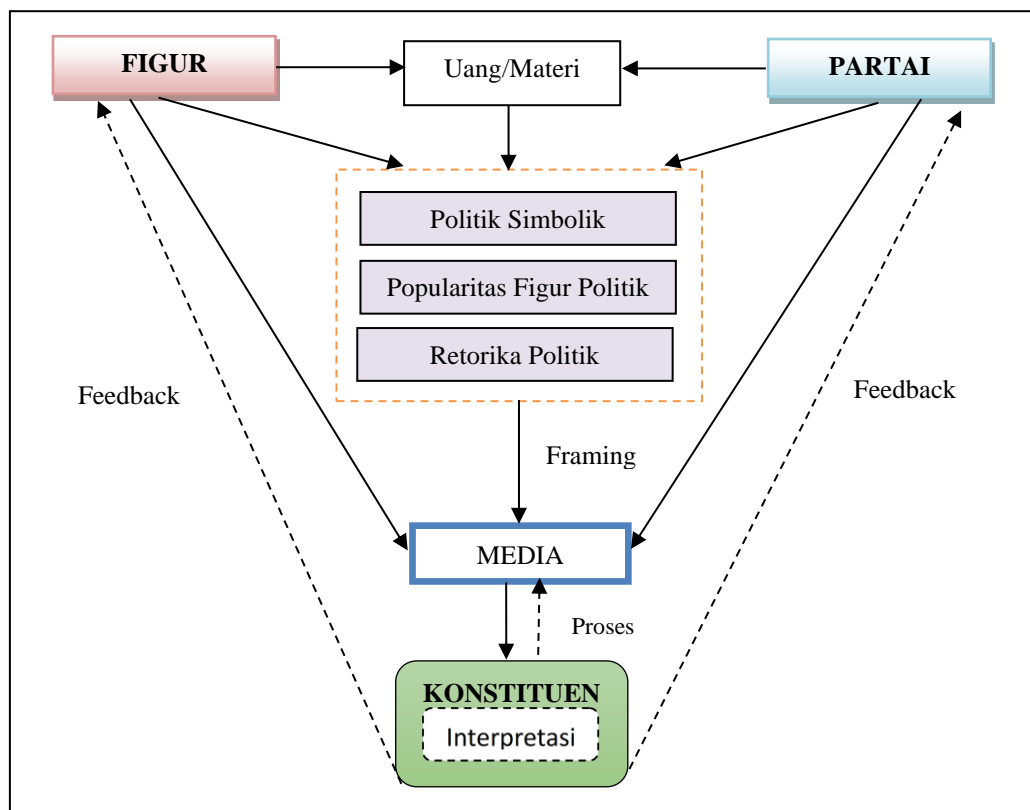 FIGUR
Uang/Materi
PARTAI
Politik Simbolik
Popularitas Figur Politik
Retorika Politik
Feedback
Feedback
Framing
MEDIA
Proses
KONSTITUEN
Interpretasi